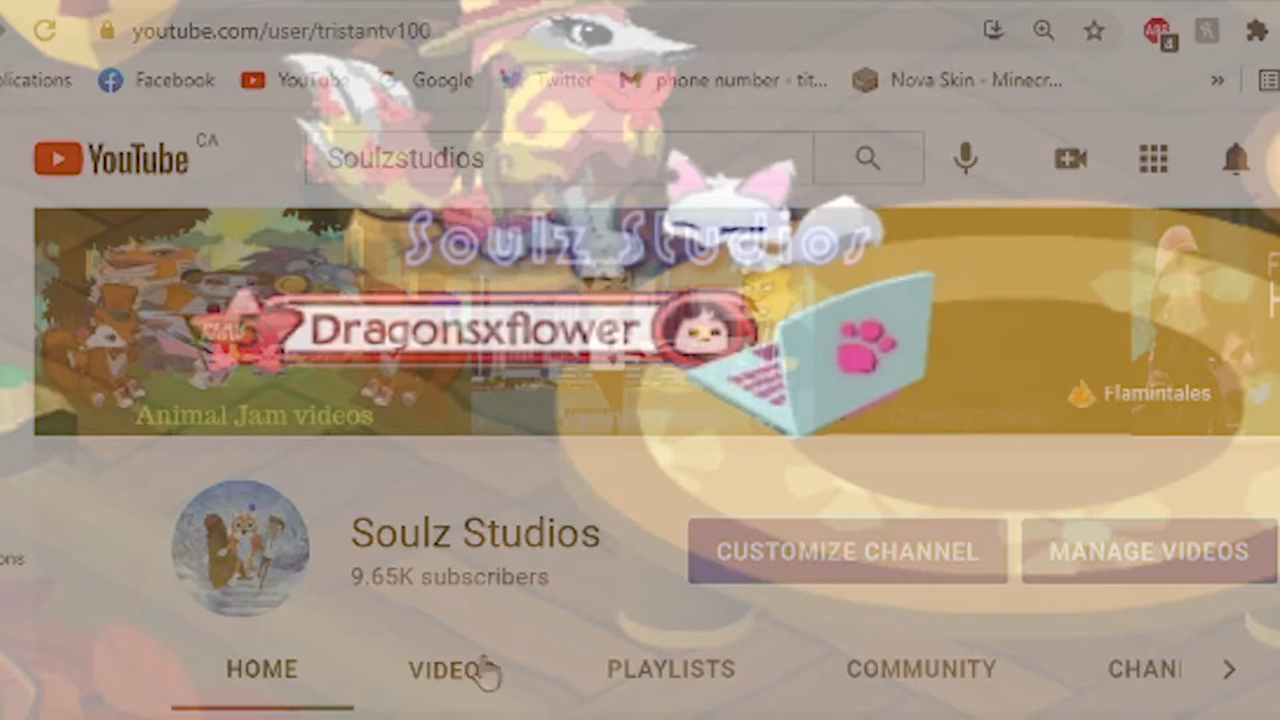 youtube.com/user/tristantv100
plications Facebook YouTube Google Twitter phone number - tit... Nova Skin - Minecr... »
YouTube CA
Soulzstudios
Soulz Studios
Dragonsxflower
Animal Jam videos
Flamintales
Soulz Studios
9.65K subscribers
CUSTOMIZE CHANNEL MANAGE VIDEOS
ons
HOME VIDEO PLAYLISTS COMMUNITY CHAN